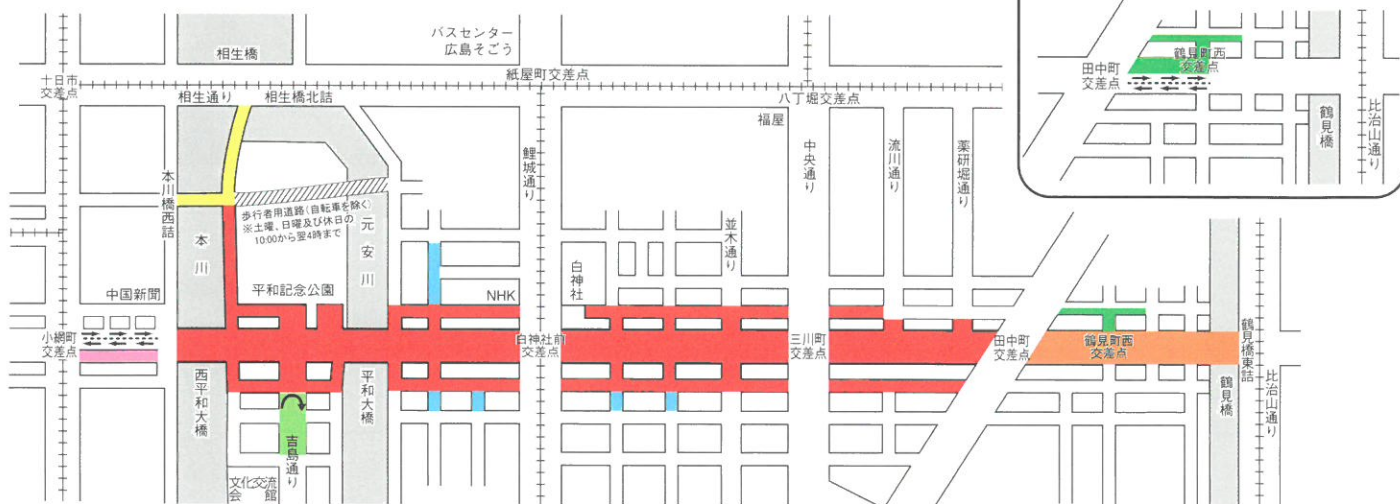 相生橋
バスセンター
広島そごう
十日市
交差点
紙屋町交差点
相生通り
相生橋北詰
八丁堀交差点
福屋
鯉城通り
中央通り
流川通り
薬研堀通り
本川橋西詰
歩行者用道路(自転車を除く)
※土曜、日曜及び休日の
10:00から翌4時まで
本川
元安川
並木通り
白神社
中国新聞
平和記念公園
NHK
小網町
交差点
白神社前
交差点
三川町
交差点
田中町
交差点
鶴見町西
交差点
鶴見橋東詰
西平和大橋
平和大橋
鶴見橋
比治山通り
吉島通り
文化交流
会館
鶴見町西
交差点
田中町
交差点
鶴見橋
比治山通り